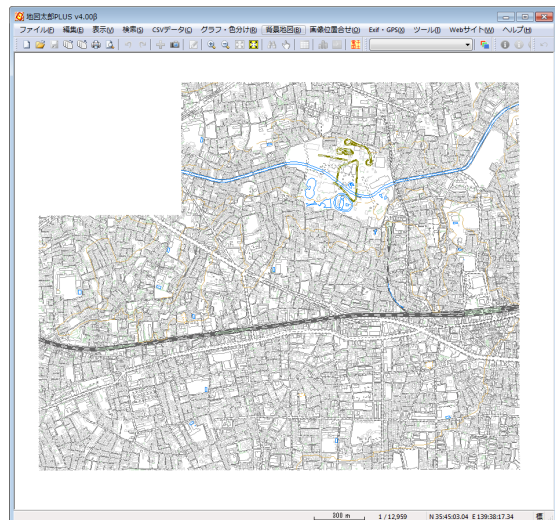 地図太郎PLUS v4.00β
ファイル(F) 編集(E) 表示(V) 検索(S) CSVデータ(C) グラフ・色分け(R) 背景地図(B) 画像位置合せ(O) Exif・GPS(X) ツール(I) Webサイト(W) ヘルプ(H)
300 m 1 / 12,959 N 35:45:03.04 E 139:38:17.34 標